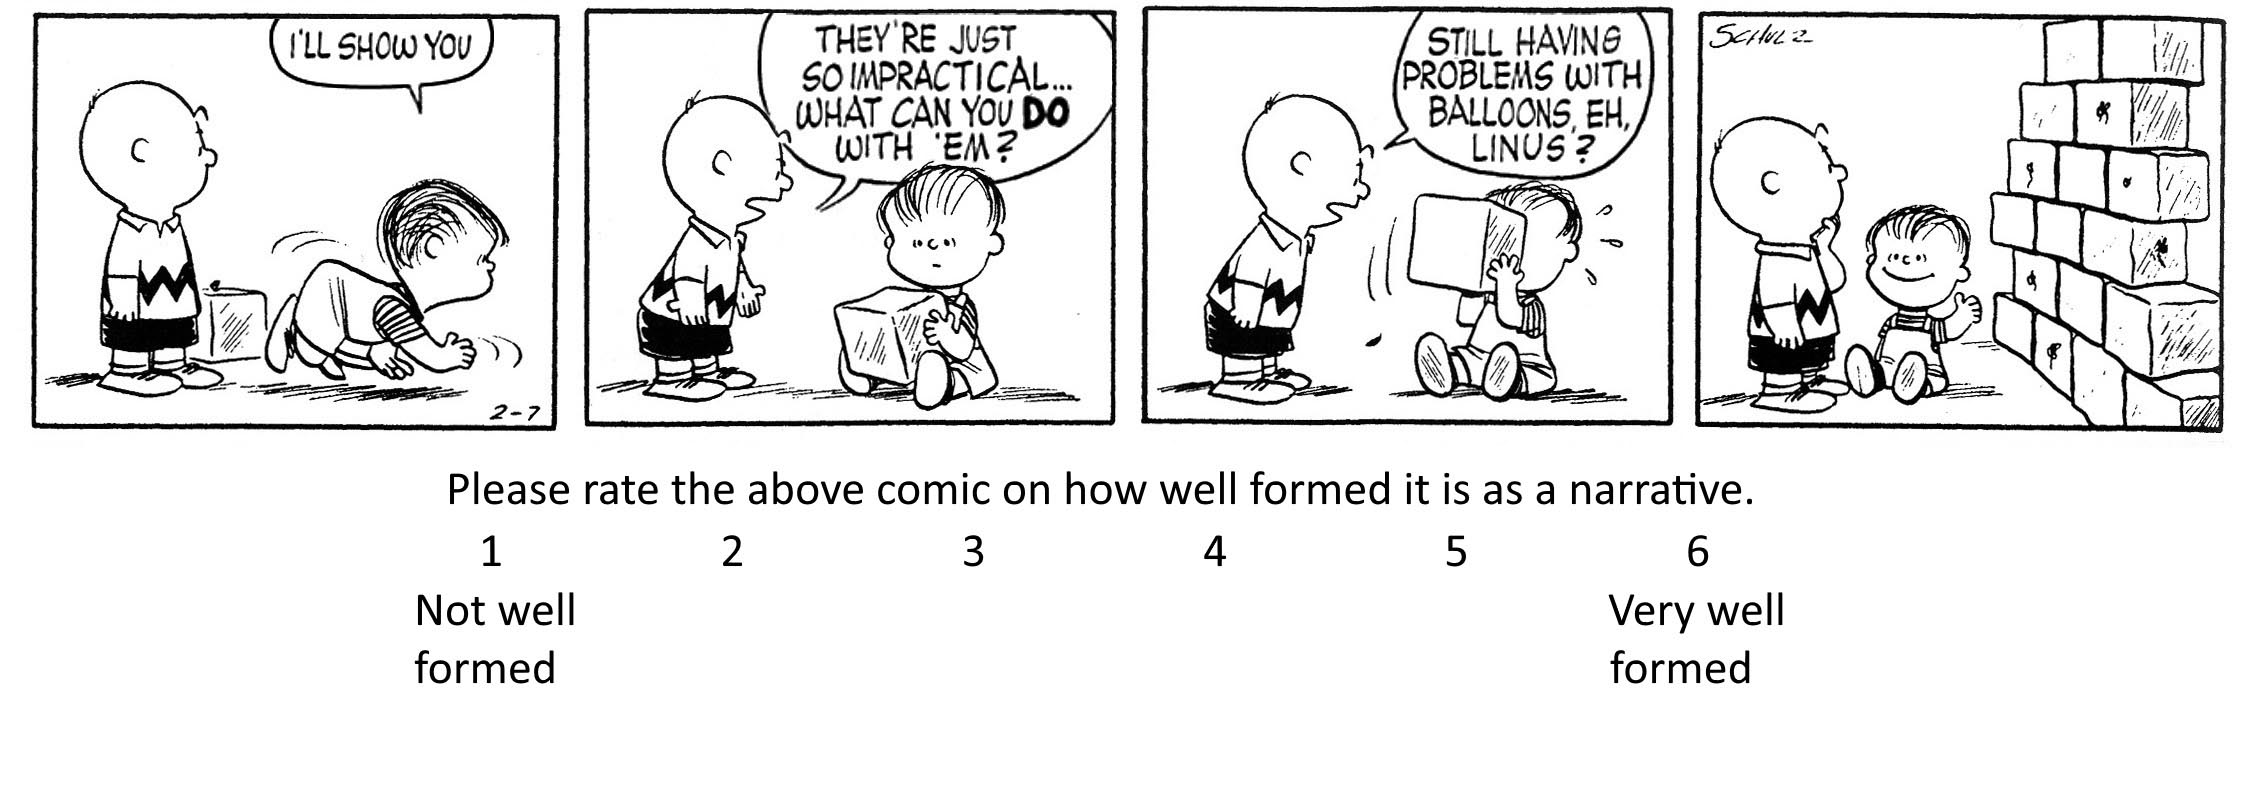 I'LL SHOW YOU
2-7
THEY'RE JUST
SO IMPRACTICAL...
WHAT CAN YOU DO
WITH 'EM?
STILL HAVING
PROBLEMS WITH
BALLOONS, EH,
LINUS?
SCHULZ
Please rate the above comic on how well formed it is as a narrative.
1 2 3 4 5 6
Not well
formed
Very well
formed